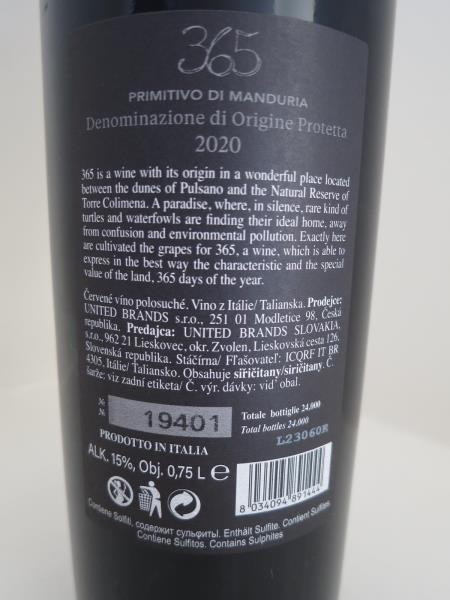 365
PRIMITIVO DI MANDURIA
Denominazione di Origine Protetta
2020
365 is a wine with its origin in a wonderful place located
between the dunes of Pulsano and the Natural Reserve of
Torre Colimena. A paradise, where, in silence, rare kind of
turtles and waterfowls are finding their ideal home, away
from confusion and environmental pollution. Exactly here
are cultivated the grapes for 365, a wine, which is able to
express in the best way the characteristic and the special
value of the land, 365 days of the year.
Červené víno polosuché. Vino z Itálie/ Talianska. Prodejce:
UNITED BRANDS s.r.o., 251 01 Modletice 98, Česká
republika. Predajca: UNITED BRANDS SLOVAKIA,
s.r.o., 962 21 Lieskovec, okr. Zvolen, Lieskovská cesta 126,
Slovenská republika. Stáčírna/ Fľašovateľ: ICQRF IT BR
4305, Itálie/ Taliansko. Obsahuje siřičitany/siričitany. Č.
šarže: viz zadní etiketa/ Č. výr. dávky: viď obal.
№
№
19401
Totale bottiglie 24.000
Total bottles 24.000
L23060R
PRODOTTO IN ITALIA
ALK. 15%, Obj. 0,75 L e
8 034094 891444
Contiene Solfiti, содержит сульфиты. Enthält Sulfite. Contient Sulfites.
Contiene Sulfitos. Contains Sulphites